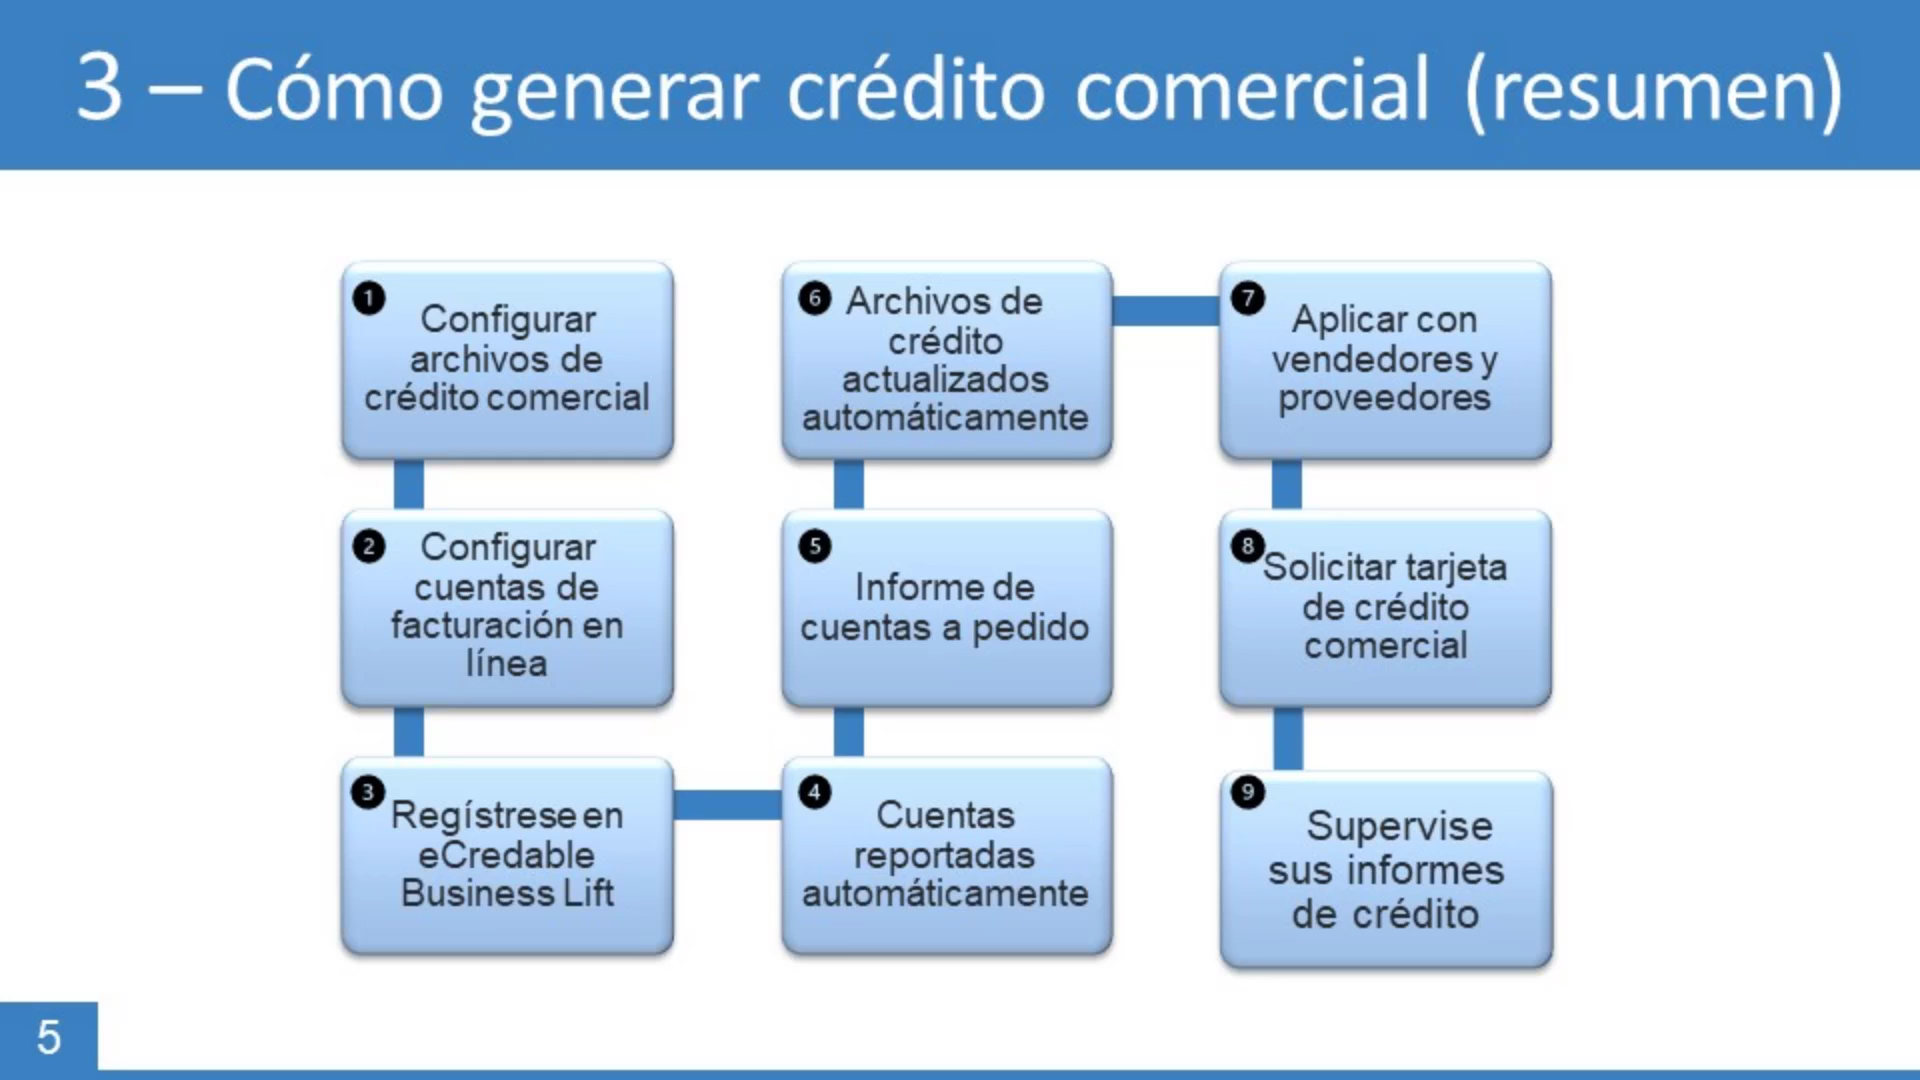 3 – Cómo generar crédito comercial (resumen)
1
Configurar
archivos de
crédito comercial
2
Configurar
cuentas de
facturación en
línea
3
Regístrese en
eCredable
Business Lift
4
Cuentas
reportadas
automáticamente
5
Informe de
cuentas a pedido
6
Archivos de
crédito
actualizados
automáticamente
7
Aplicar con
vendedores y
proveedores
8
Solicitar tarjeta
de crédito
comercial
9
Supervise
sus informes
de crédito
5